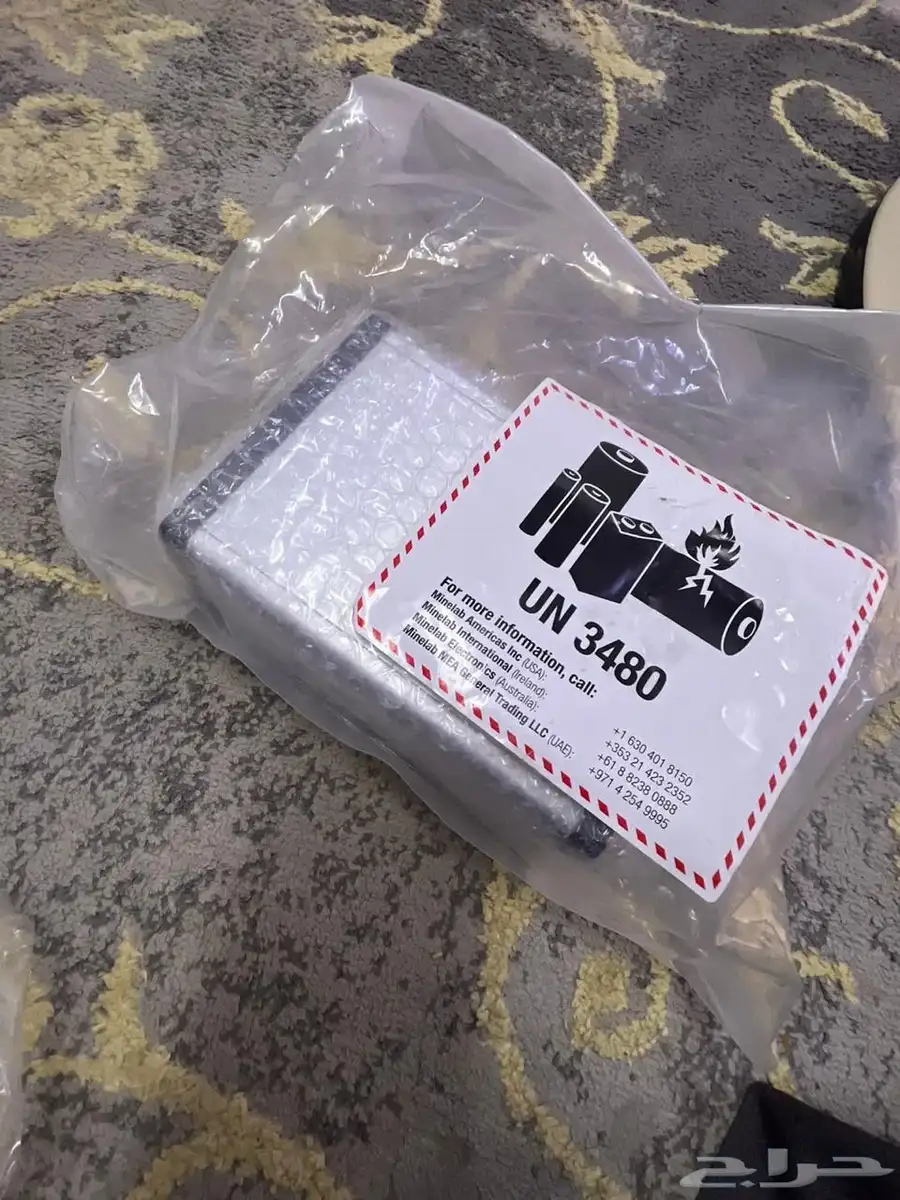 UN 3480
For more information, call:
Minelab Americas Inc (USA): +1 630 401 8150
Minelab International (Ireland): +353 21 423 2352
Minelab Electronics (Australia): +61 8 8238 0888
Minelab MEA General Trading LLC (UAE): +971 4 254 9995
حراج